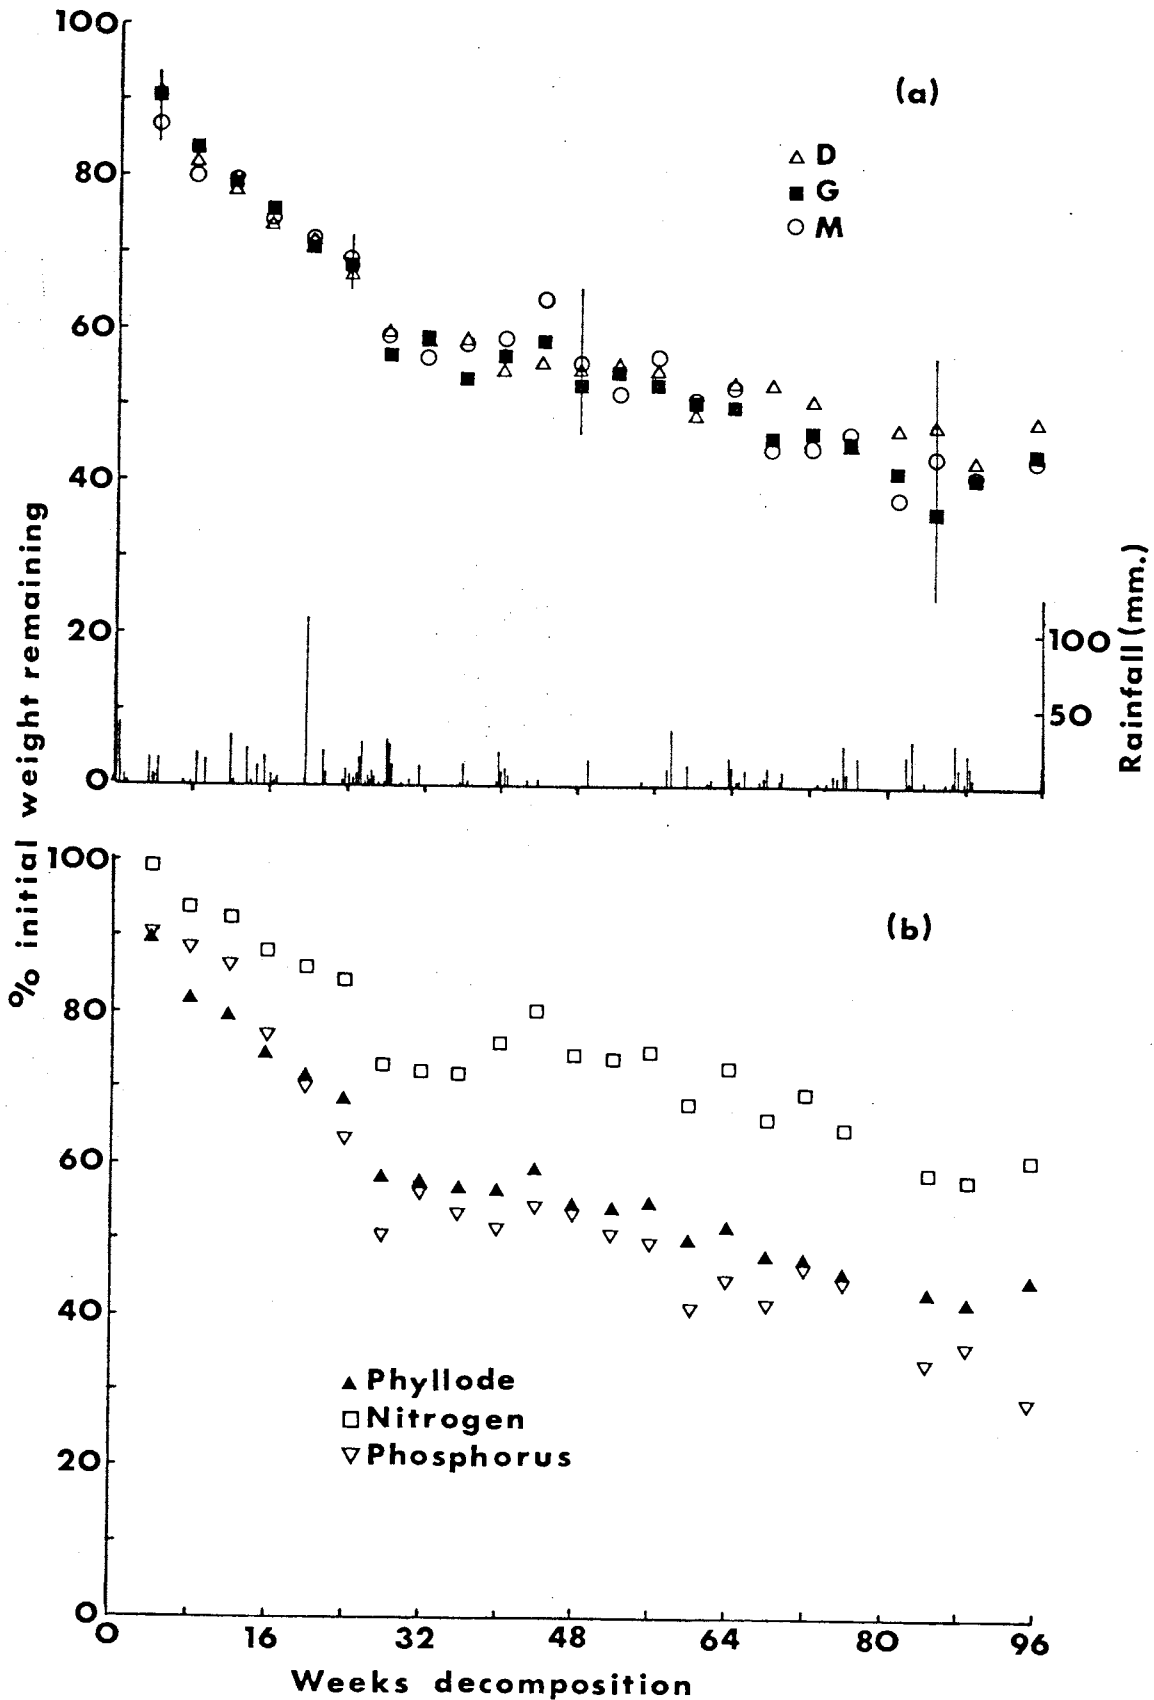 100
(a)
D
80
G
M
60
40
20
100
Rainfall (mm.)
50
0
% initial weight remaining
100
(b)
80
60
40
Phyllode
Nitrogen
Phosphorus
20
0
0 16 32 48 64 80 96
Weeks decomposition